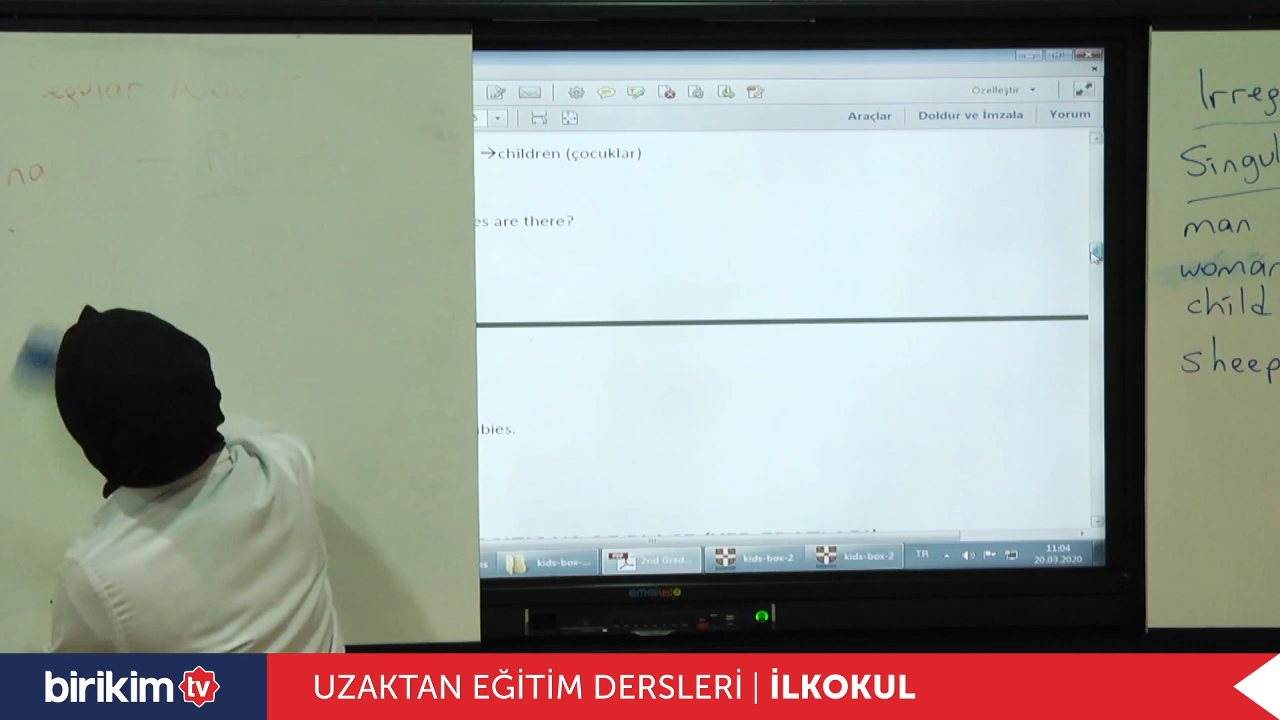 Özelleştir
Araçlar
Doldur ve İmzala
Yorum
→children (çocuklar)
es are there?
bies.
kids-box-...
2nd Grad...
kids-box-2
kids-box-2
TR
11:04
20.03.2020
Irreg
Singul
man
woman
child
sheep
birikim tv
UZAKTAN EĞİTİM DERSLERİ | İLKOKUL